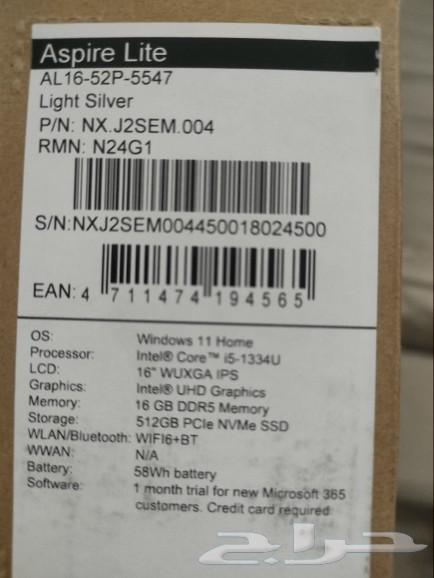 Aspire Lite
AL16-52P-5547
Light Silver
P/N: NX.J2SEM.004
RMN: N24G1
S/N:NXJ2SEM004450018024500
EAN: 4 711474 194565
OS: Windows 11 Home
Processor: Intel® Core™ i5-1334U
LCD: 16" WUXGA IPS
Graphics: Intel® UHD Graphics
Memory: 16 GB DDR5 Memory
Storage: 512GB PCIe NVMe SSD
WLAN/Bluetooth: WIFI6+BT
WWAN: N/A
Battery: 58Wh battery
Software: 1 month trial for new Microsoft 365
customers. Credit card required.
حراج